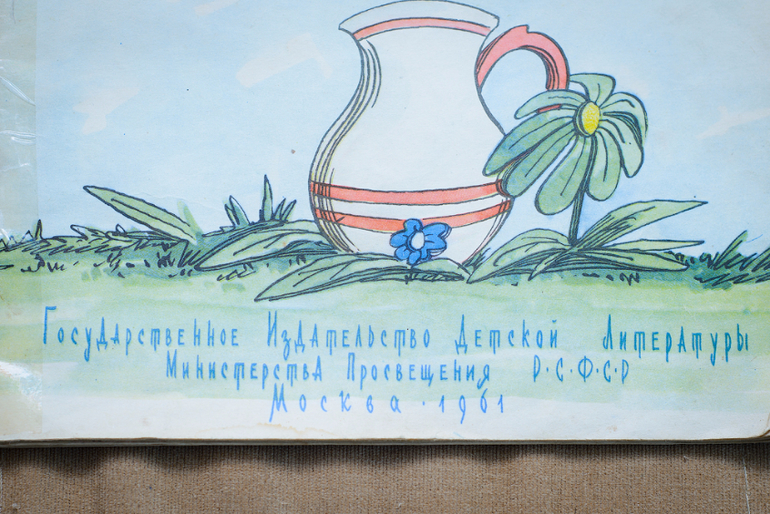 Государственное Издательство Детской Литературы
Министерства Просвещения Р·С·Ф·С·Р
Москва·1961